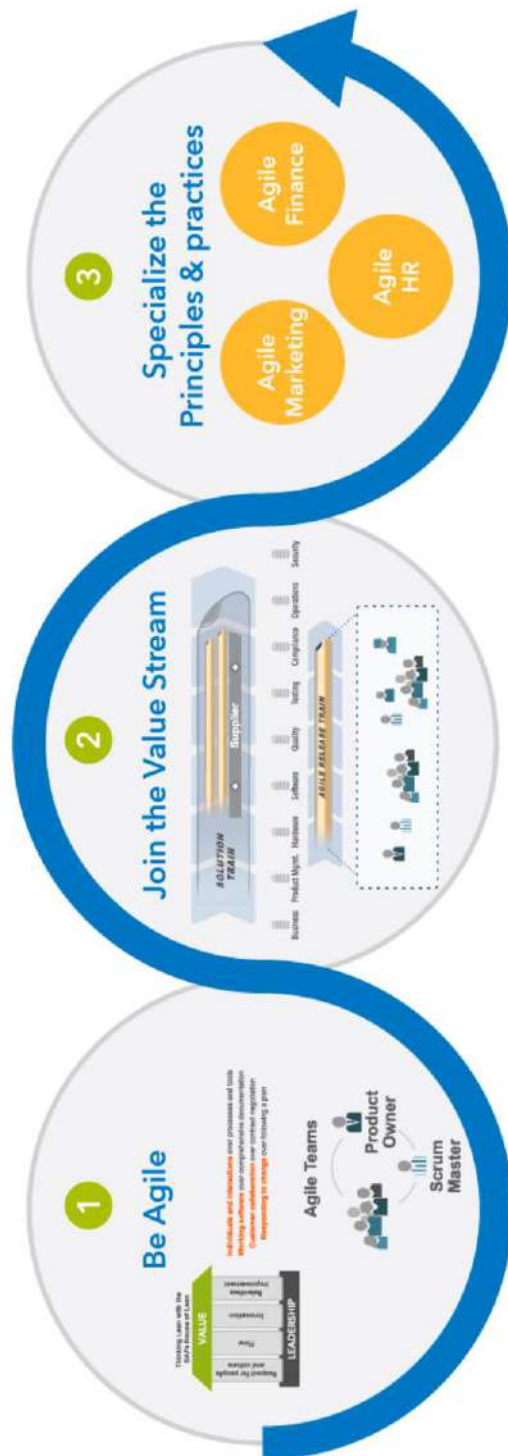 1
Be Agile
Thinking Lean with the
SAFe House of Lean
VALUE
Respect for people
and culture
Flow
Innovation
Relentless
improvement
LEADERSHIP
Individuals and interactions over processes and tools
Working software over comprehensive documentation
Customer collaboration over contract negotiation
Responding to change over following a plan
Agile Teams
Product
Owner
Scrum
Master
2
Join the Value Stream
SOLUTION
TRAIN
Supplier
Business Product Mgmt. Hardware Software Quality Testing Compliance Operations Security
AGILE RELEASE TRAIN
3
Specialize the
Principles & practices
Agile
Marketing
Agile
Finance
Agile
HR